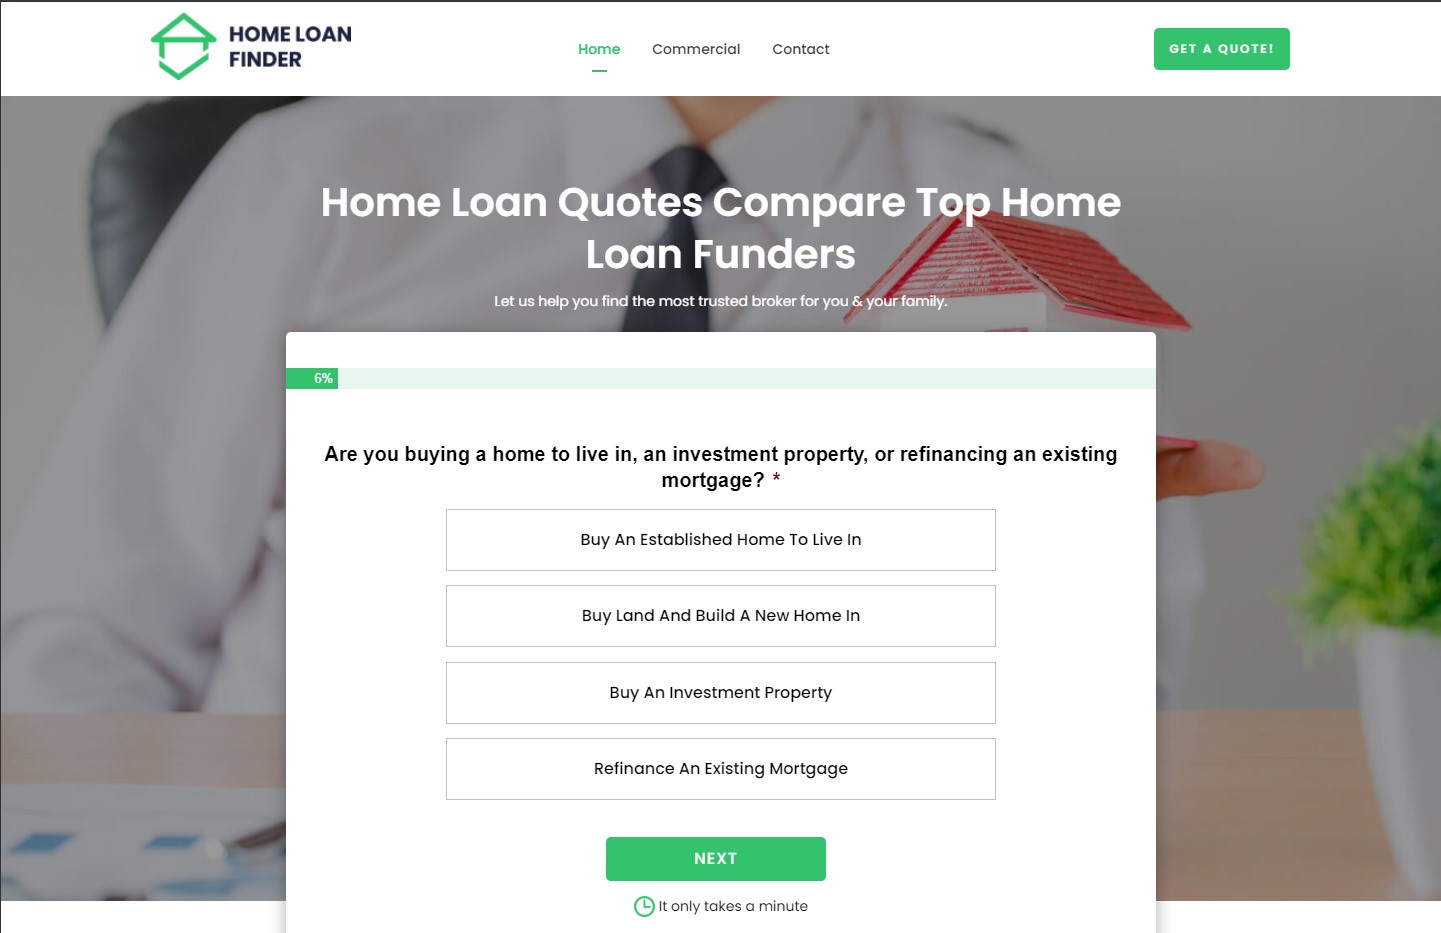 HOME LOAN
FINDER
Home
Commercial
Contact
GET A QUOTE!
Home Loan Quotes Compare Top Home
Loan Funders
Let us help you find the most trusted broker for you & your family.
6%
Are you buying a home to live in, an investment property, or refinancing an existing
mortgage? *
Buy An Established Home To Live In
Buy Land And Build A New Home In
Buy An Investment Property
Refinance An Existing Mortgage
NEXT
It only takes a minute